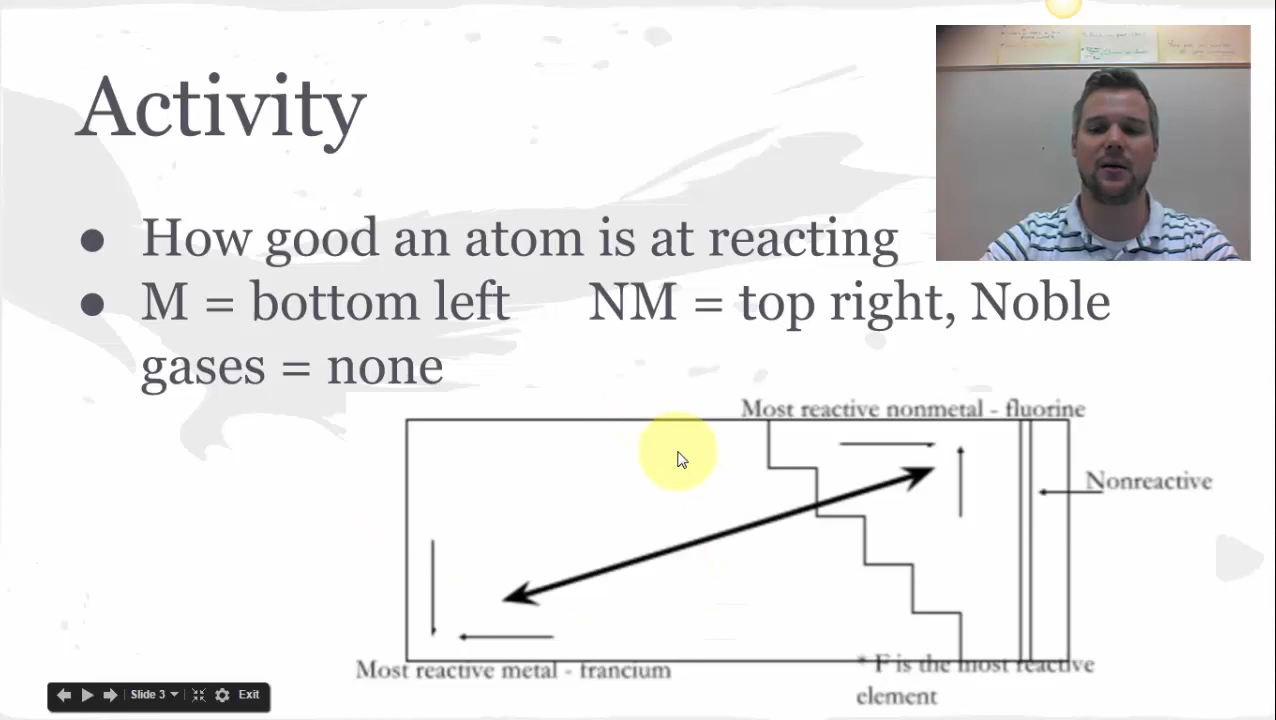 Activity
● How good an atom is at reacting
● M = bottom left NM = top right, Noble
gases = none
Most reactive nonmetal - fluorine
Nonreactive
Most reactive metal - francium
* F is the most reactive
element
Slide 3
Exit